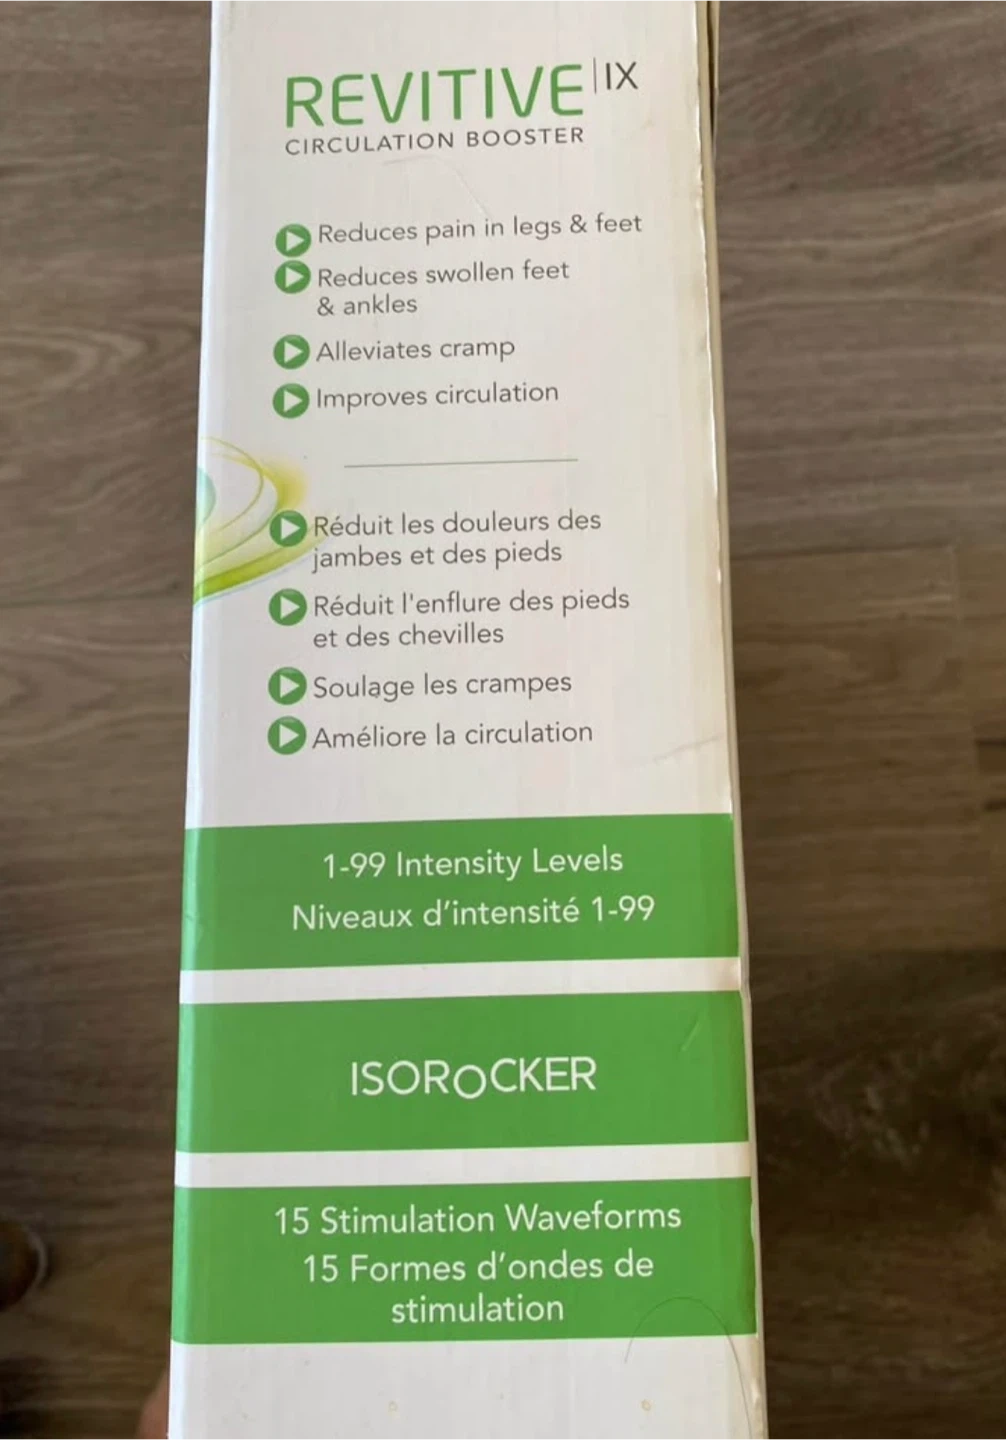 REVITIVE IX
CIRCULATION BOOSTER
Reduces pain in legs & feet
Reduces swollen feet
& ankles
Alleviates cramp
Improves circulation
Réduit les douleurs des
jambes et des pieds
Réduit l'enflure des pieds
et des chevilles
Soulage les crampes
Améliore la circulation
1-99 Intensity Levels
Niveaux d’intensité 1-99
ISOROCKER
15 Stimulation Waveforms
15 Formes d’ondes de
stimulation